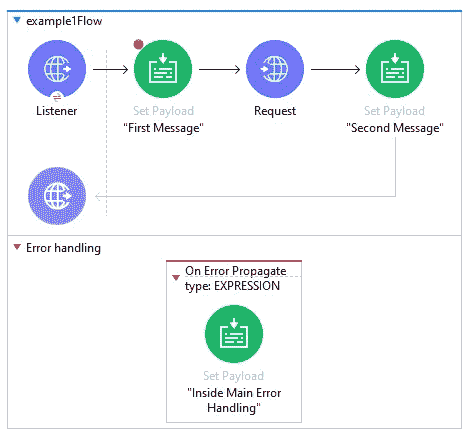 example1Flow
Listener
Set Payload
"First Message"
Request
Set Payload
"Second Message"
Error handling
On Error Propagate
type: EXPRESSION
Set Payload
"Inside Main Error
Handling"